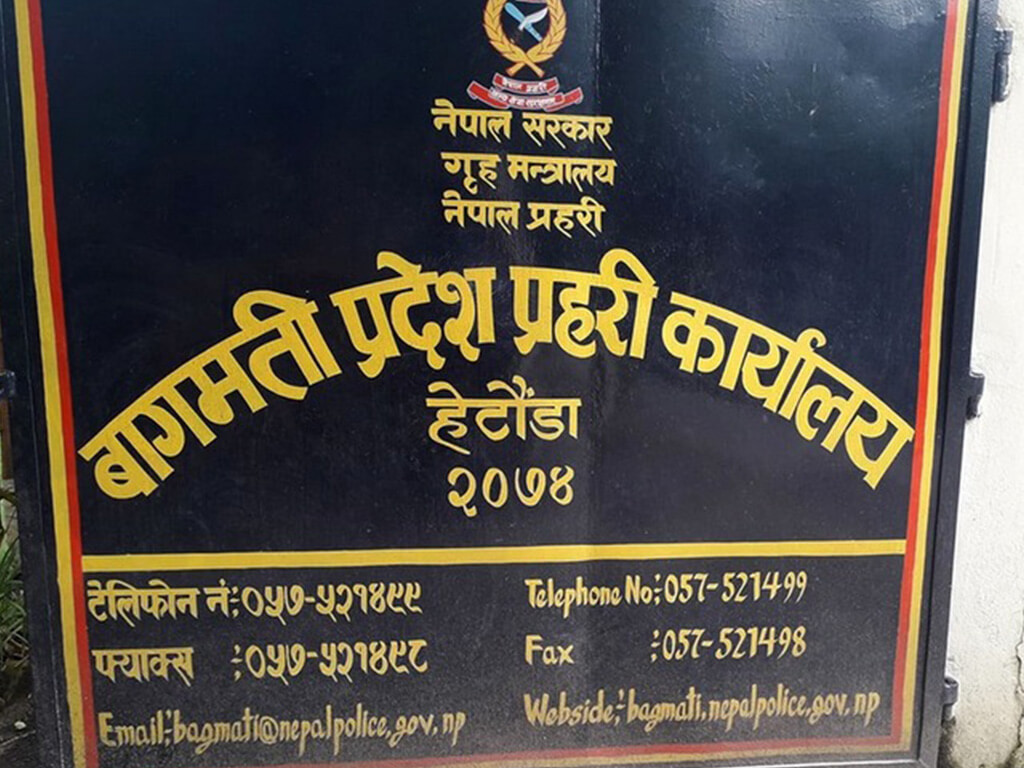 नेपाल प्रहरी
नेपाल सरकार
गृह मन्त्रालय
नेपाल प्रहरी
बागमती प्रदेश प्रहरी कार्यालय
हेटौंडा
२०७४
टेलिफोन नं:०५७-५२१४९९ Telephone No:057-521499
फ्याक्स :०५७-५२१४९८ Fax :057-521498
Email:-bagmati@nepalpolice.gov.np Webside:-bagmati.nepalpolice.gov.np